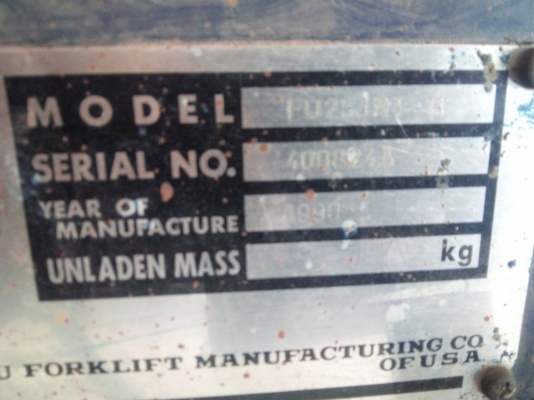 MODEL
SERIAL NO.
YEAR OF
MANUFACTURE
UNLADEN MASS kg
U FORKLIFT MANUFACTURING CO
OF USA